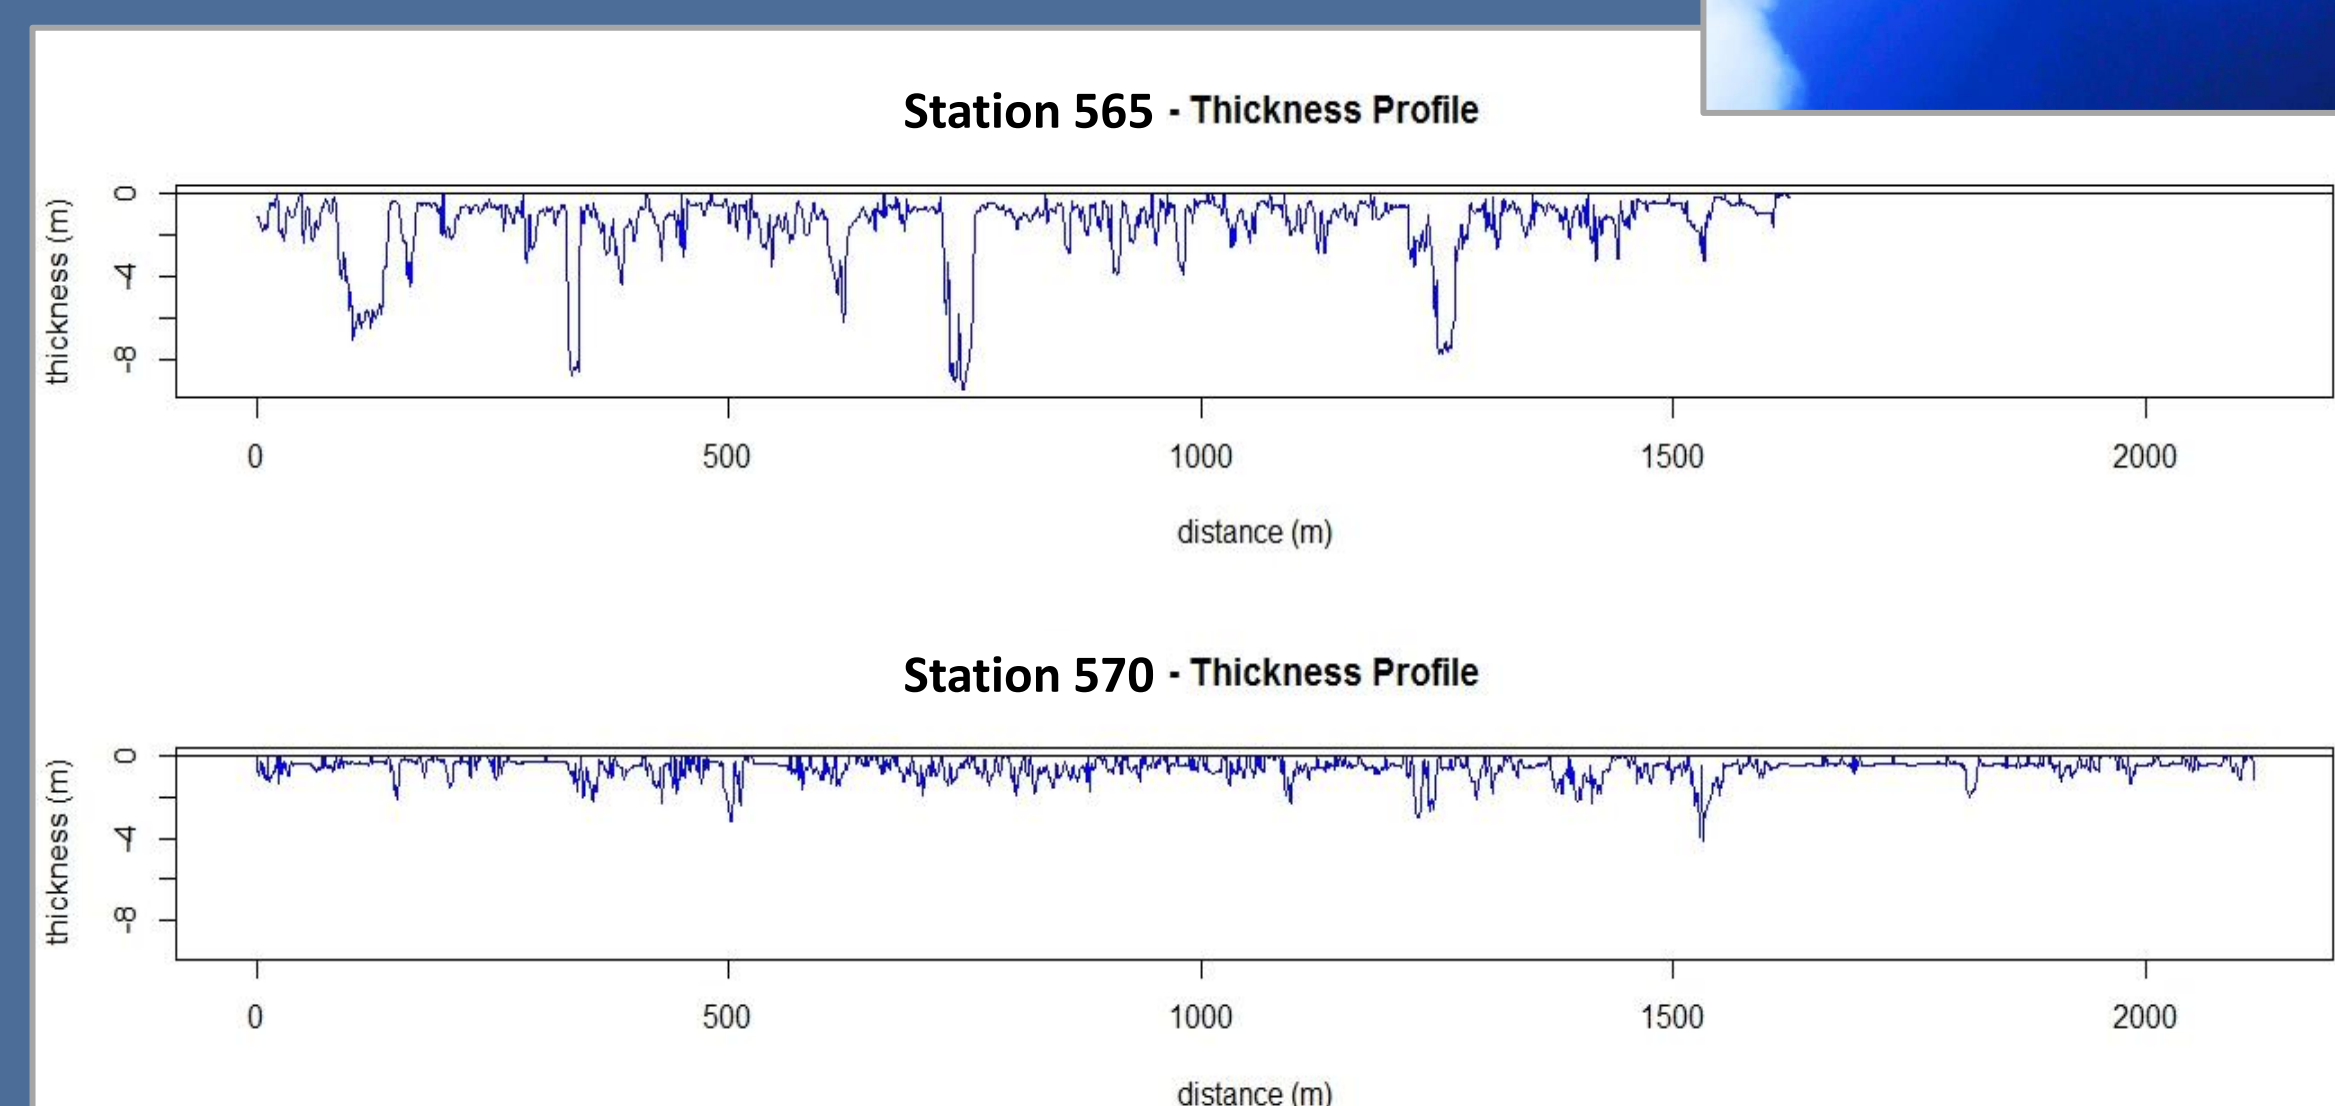 Station 565 - Thickness Profile
thickness (m)
0
-4
-8
0 500 1000 1500 2000
distance (m)
Station 570 - Thickness Profile
thickness (m)
0
-4
-8
0 500 1000 1500 2000
distance (m)